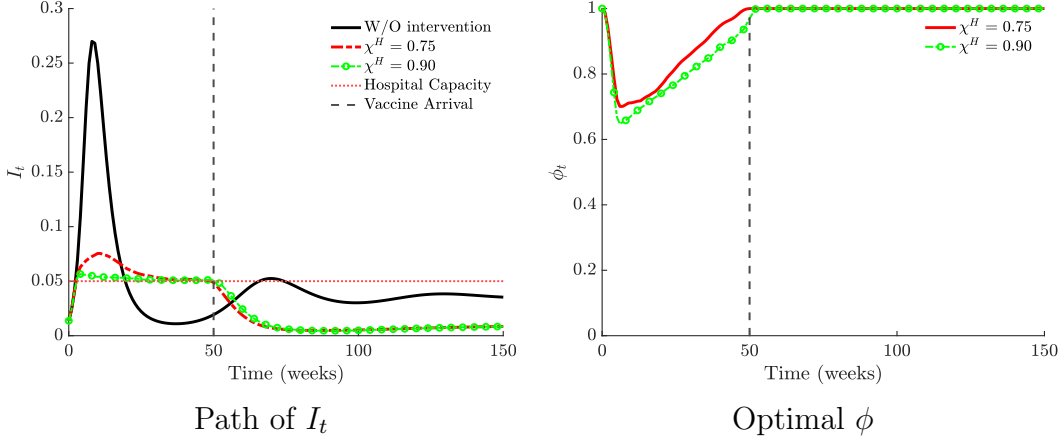 0.3
0.25
0.2
0.15
0.1
0.05
0
I_t
W/O intervention
χ^H = 0.75
χ^H = 0.90
Hospital Capacity
Vaccine Arrival
0 50 100 150
Time (weeks)
Path of I_t
1
0.8
0.6
0.4
0.2
0
ϕ_t
χ^H = 0.75
χ^H = 0.90
0 50 100 150
Time (weeks)
Optimal ϕ